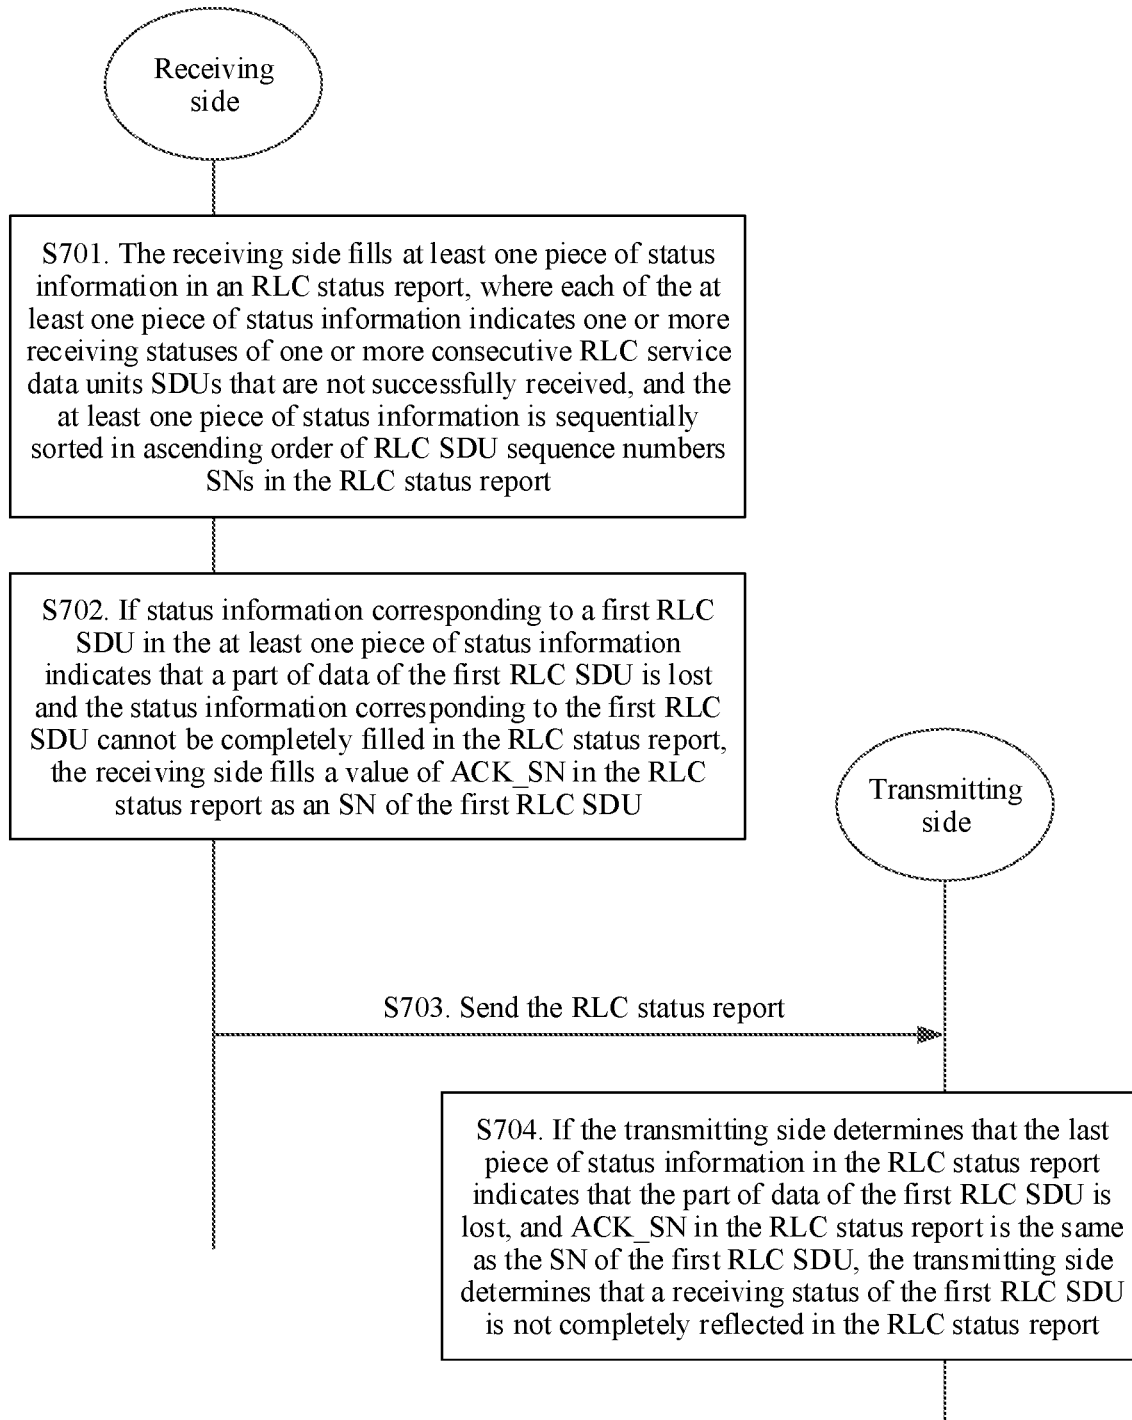 Receiving
side
S701. The receiving side fills at least one piece of status
information in an RLC status report, where each of the at
least one piece of status information indicates one or more
receiving statuses of one or more consecutive RLC service
data units SDUs that are not successfully received, and the
at least one piece of status information is sequentially
sorted in ascending order of RLC SDU sequence numbers
SNs in the RLC status report
S702. If status information corresponding to a first RLC
SDU in the at least one piece of status information
indicates that a part of data of the first RLC SDU is lost
and the status information corresponding to the first RLC
SDU cannot be completely filled in the RLC status report,
the receiving side fills a value of ACK_SN in the RLC
status report as an SN of the first RLC SDU
Transmitting
side
S703. Send the RLC status report
S704. If the transmitting side determines that the last
piece of status information in the RLC status report
indicates that the part of data of the first RLC SDU is
lost, and ACK_SN in the RLC status report is the same
as the SN of the first RLC SDU, the transmitting side
determines that a receiving status of the first RLC SDU
is not completely reflected in the RLC status report